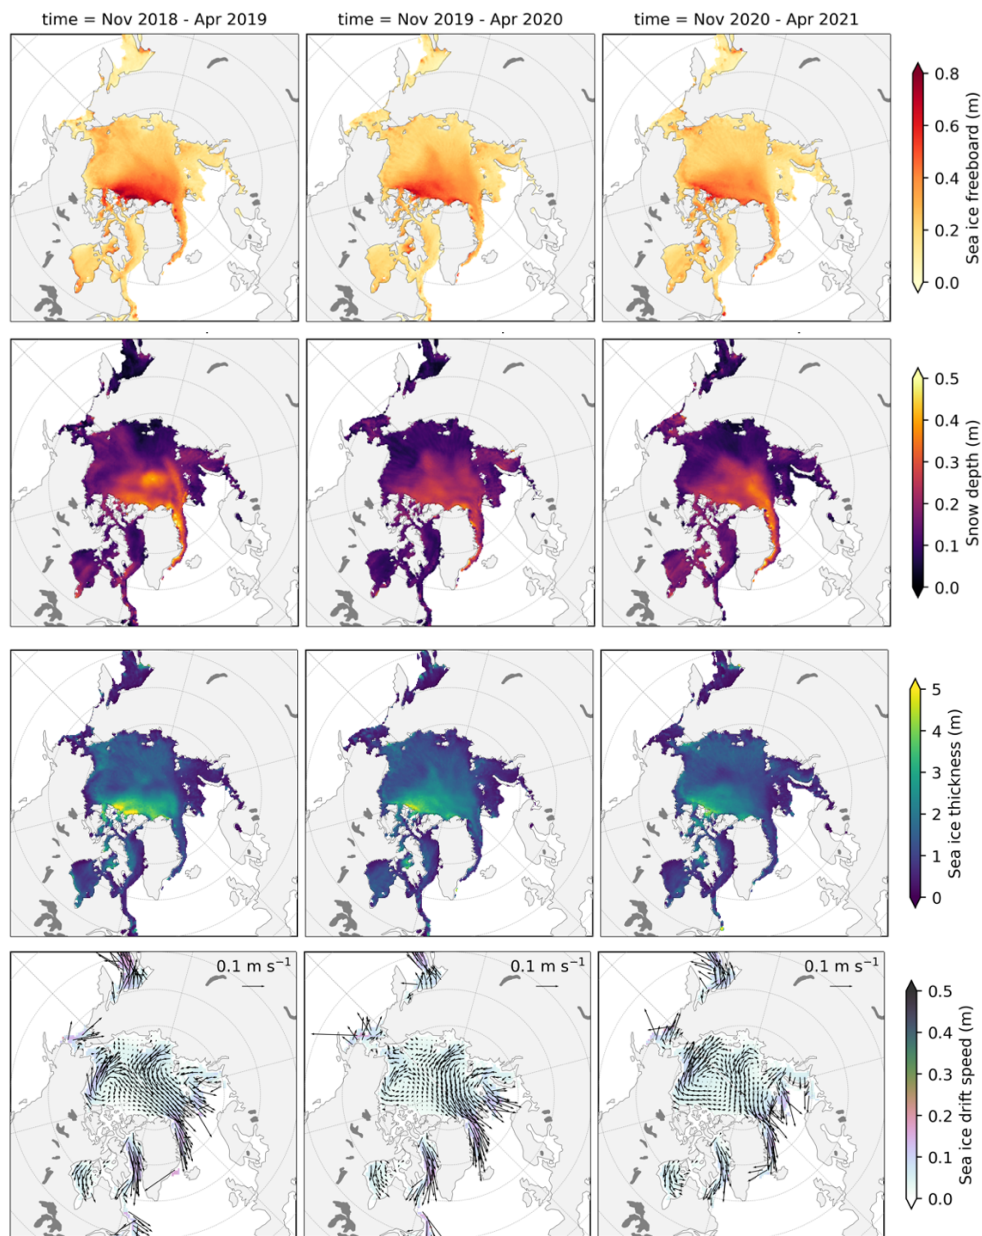 time = Nov 2018 - Apr 2019
time = Nov 2019 - Apr 2020
time = Nov 2020 - Apr 2021
0.8
0.6
0.4
0.2
0.0
Sea ice freeboard (m)
0.5
0.4
0.3
0.2
0.1
0.0
Snow depth (m)
5
4
3
2
1
0
Sea ice thickness (m)
0.1 m s⁻¹
0.1 m s⁻¹
0.1 m s⁻¹
0.5
0.4
0.3
0.2
0.1
0.0
Sea ice drift speed (m)